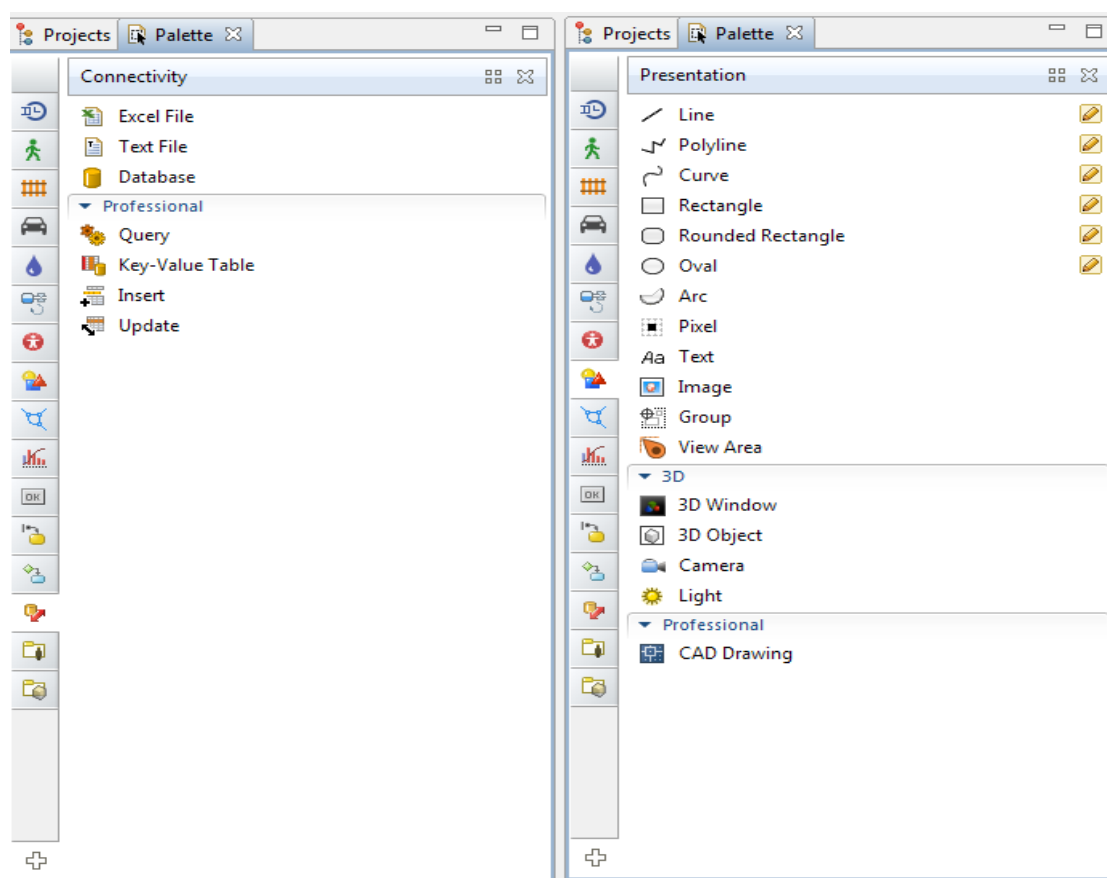 Projects Palette
Connectivity
Excel File
Text File
Database
Professional
Query
Key-Value Table
Insert
Update
OK
Projects Palette
Presentation
Line
Polyline
Curve
Rectangle
Rounded Rectangle
Oval
Arc
Pixel
Aa Text
Image
Group
View Area
3D
3D Window
3D Object
Camera
Light
Professional
CAD Drawing
OK